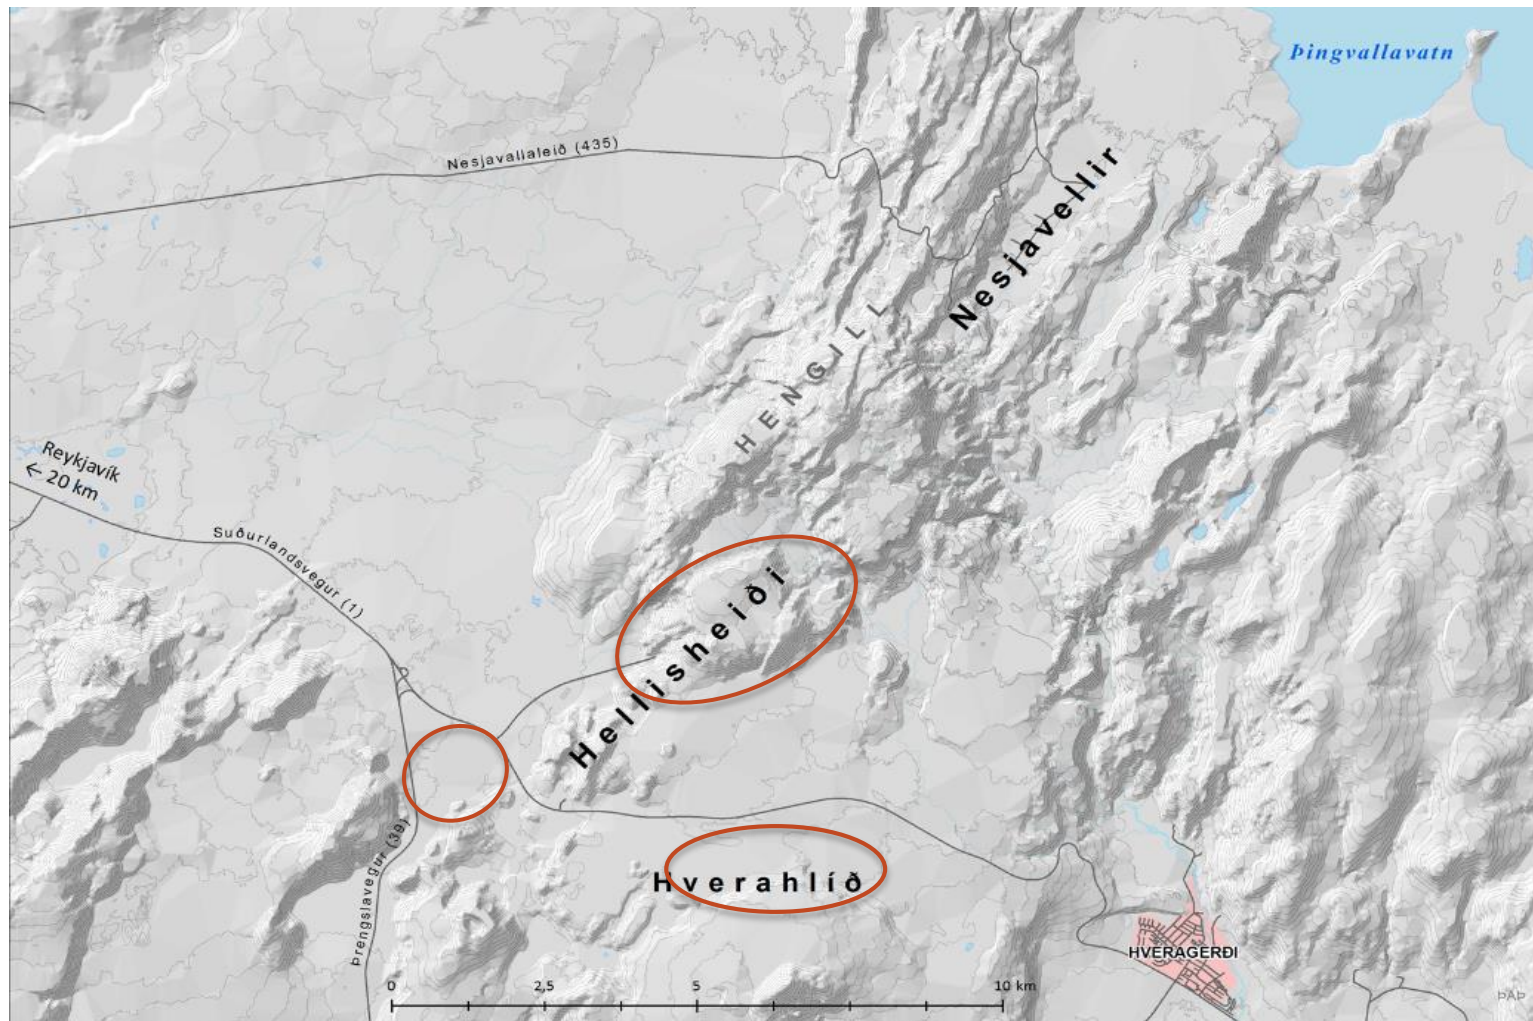 Þingvallavatn
Nesjavallaleið (435)
Nesjavellir
HENGILL
Reykjavík
← 20 km
Suðurlandsvegur (1)
Hellisheiði
Þrengslavegur (39)
Hverahlíð
HVERAGERÐI
0 2,5 5 10 km
ÞÁÞ